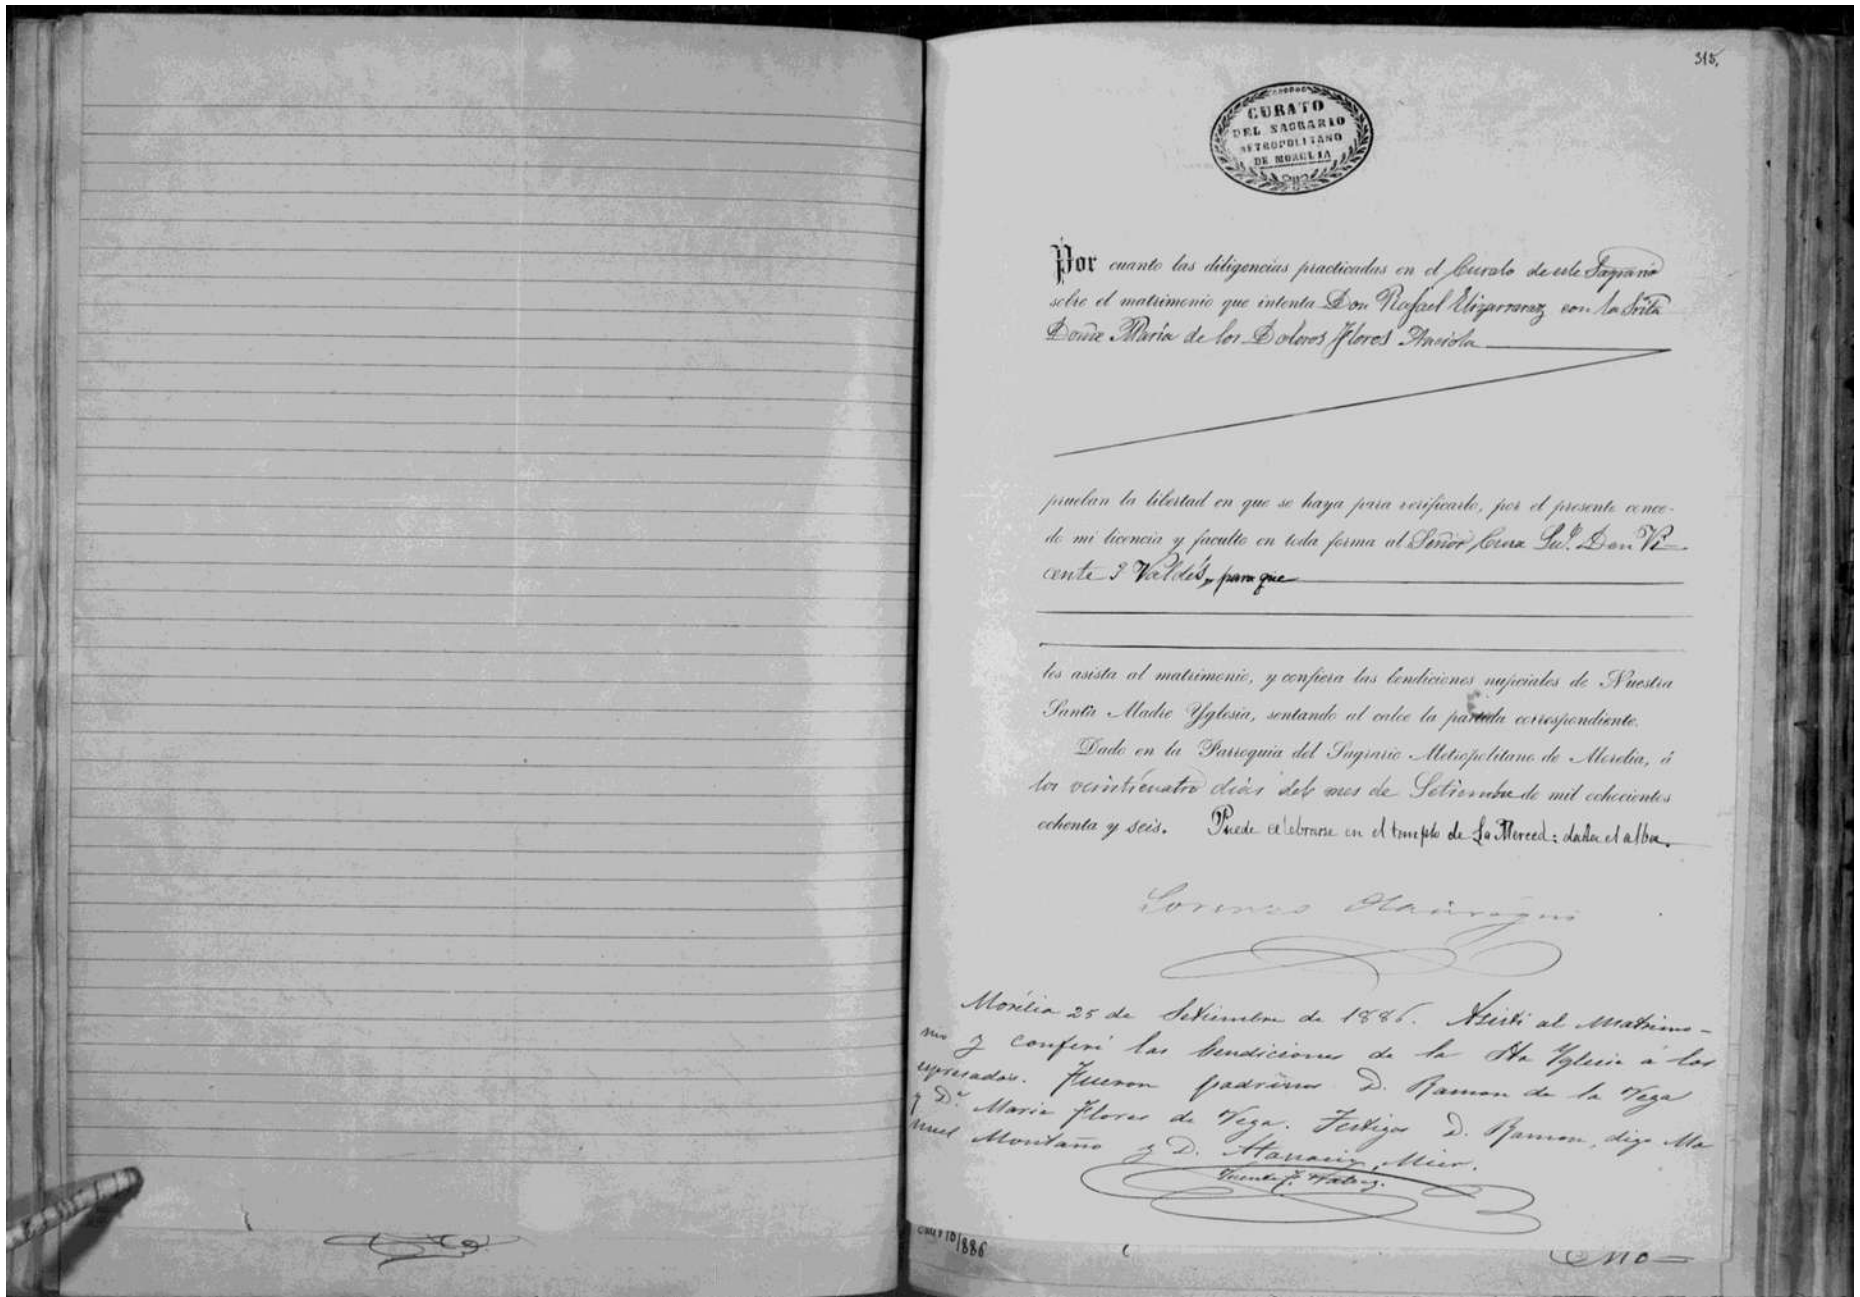 315.
CURATO
DEL SAGRARIO
METROPOLITANO
DE MORELIA
Por cuanto las diligencias practicadas en el Curato de este Sagrario
sobre el matrimonio que intenta Don Rafael Elizarraraz con la Srita
Doña María de los Dolores Flores
prueban la libertad en que se haya para verificarlo, por el presente conce-
do mi licencia y faculto en toda forma al Señor Cura Don Vi-
cente Valdés, para que
les asista al matrimonio, y confiera las bendiciones nupciales de Nuestra
Santa Madre Yglesia, sentando al calce la partida correspondiente.
Dado en la Parroquia del Sagrario Metropolitano de Morelia, á
los veinticuatro dias del mes de Setiembre de mil ochocientos
ochenta y seis. Puede celebrarse en el templo de La Merced: dada el alba.
Lorenzo
Morelia 25 de Setiembre de 1886. Asistí al Matrimo-
nio y conferí las bendiciones de la Sta Yglesia á los
espresados. Fueron padrinos D. Ramon de la Vega
y Dª Maria Flores de Vega. Testigos D. Ramon, digo Ma
nuel Montaño y D. Atanacio Mier.
1886